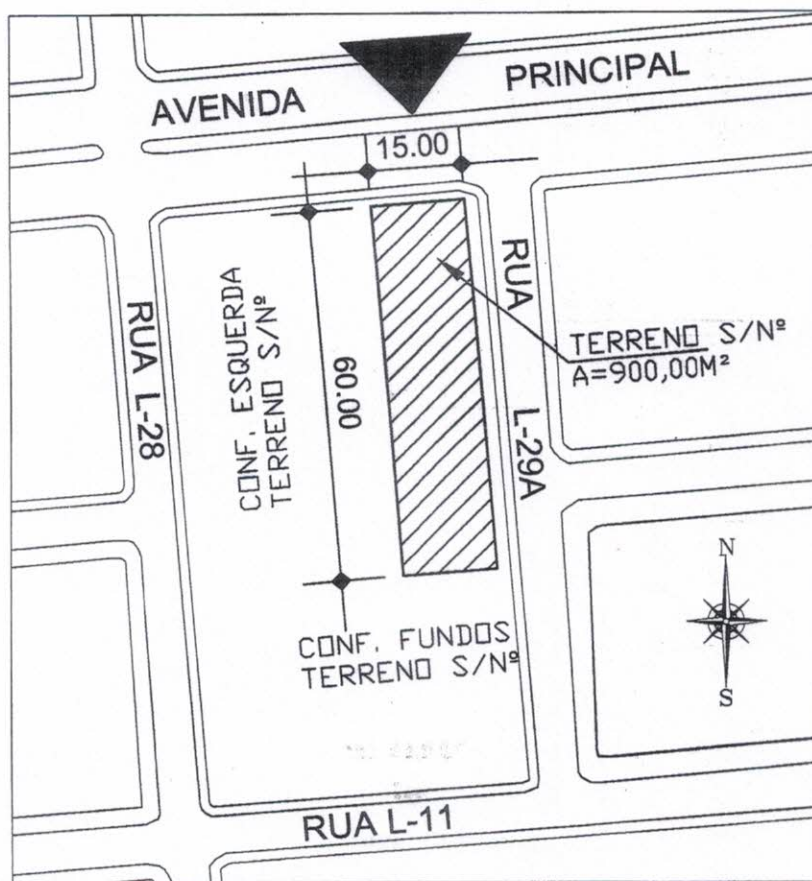 AVENIDA PRINCIPAL
15.00
RUA L-29A
RUA L-28
CONF. ESQUERDA
TERRENO S/Nº
60.00
TERRENO S/Nº
A=900,00M²
CONF. FUNDOS
TERRENO S/Nº
N
S
RUA L-11